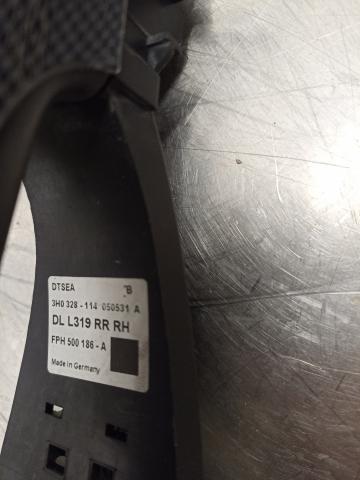 DTSEA B
3H0 328 - 114 050531 A
DL L319 RR RH
FPH 500 186 - A
Made in Germany